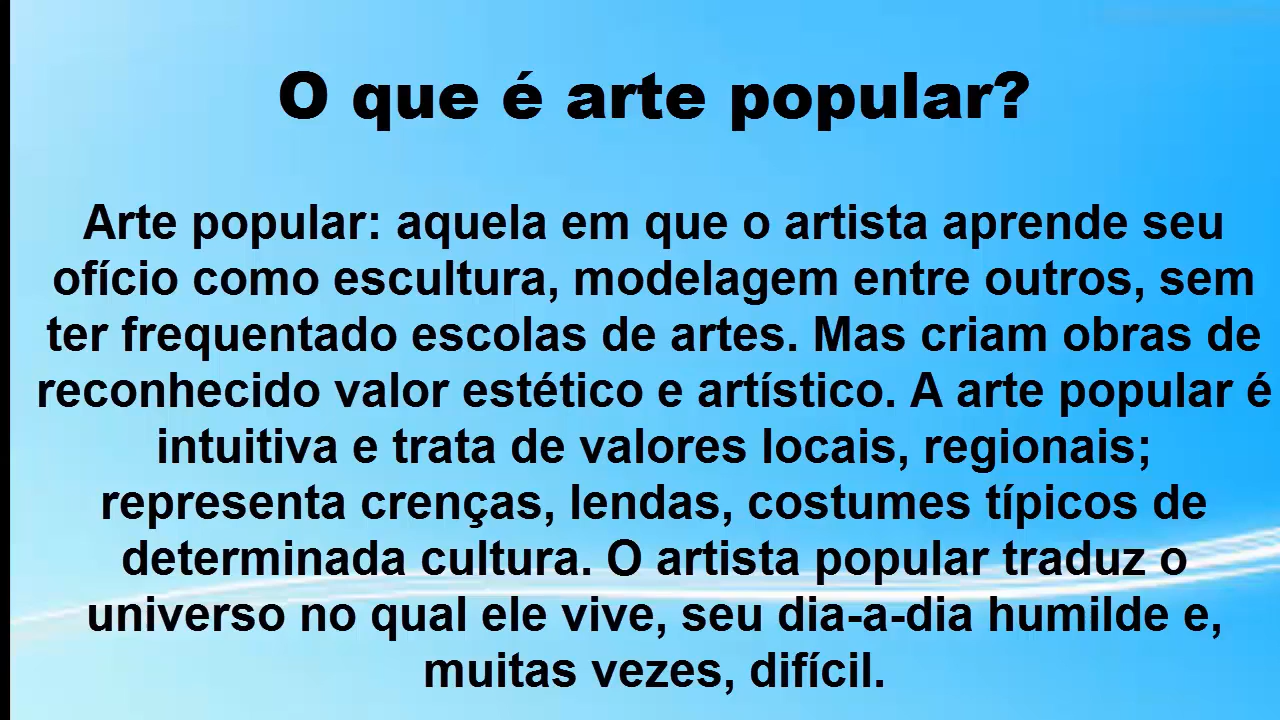 O que é arte popular?
Arte popular: aquela em que o artista aprende seu
ofício como escultura, modelagem entre outros, sem
ter frequentado escolas de artes. Mas criam obras de
reconhecido valor estético e artístico. A arte popular é
intuitiva e trata de valores locais, regionais;
representa crenças, lendas, costumes típicos de
determinada cultura. O artista popular traduz o
universo no qual ele vive, seu dia-a-dia humilde e,
muitas vezes, difícil.